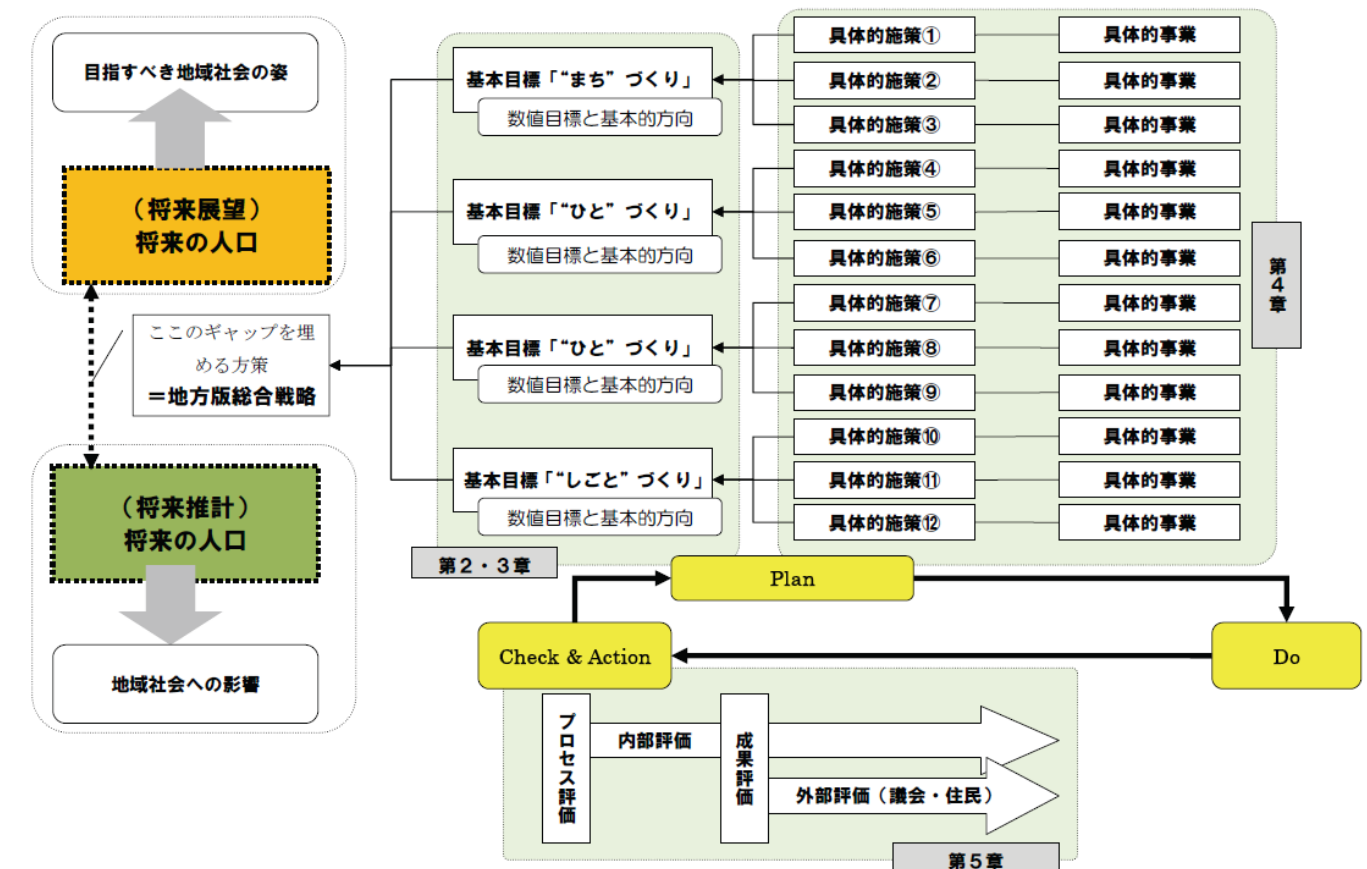 目指すべき地域社会の姿
（将来展望）
将来の人口
ここのギャップを埋
める方策
＝地方版総合戦略
（将来推計）
将来の人口
地域社会への影響
基本目標「“まち”づくり」
数値目標と基本的方向
基本目標「“ひと”づくり」
数値目標と基本的方向
基本目標「“ひと”づくり」
数値目標と基本的方向
基本目標「“しごと”づくり」
数値目標と基本的方向
第２・３章
具体的施策①
具体的事業
具体的施策②
具体的事業
具体的施策③
具体的事業
具体的施策④
具体的事業
具体的施策⑤
具体的事業
具体的施策⑥
具体的事業
具体的施策⑦
具体的事業
具体的施策⑧
具体的事業
具体的施策⑨
具体的事業
具体的施策⑩
具体的事業
具体的施策⑪
具体的事業
具体的施策⑫
具体的事業
第４章
Plan
Check & Action
Do
プロセス評価
内部評価
成果評価
外部評価（議会・住民）
第５章